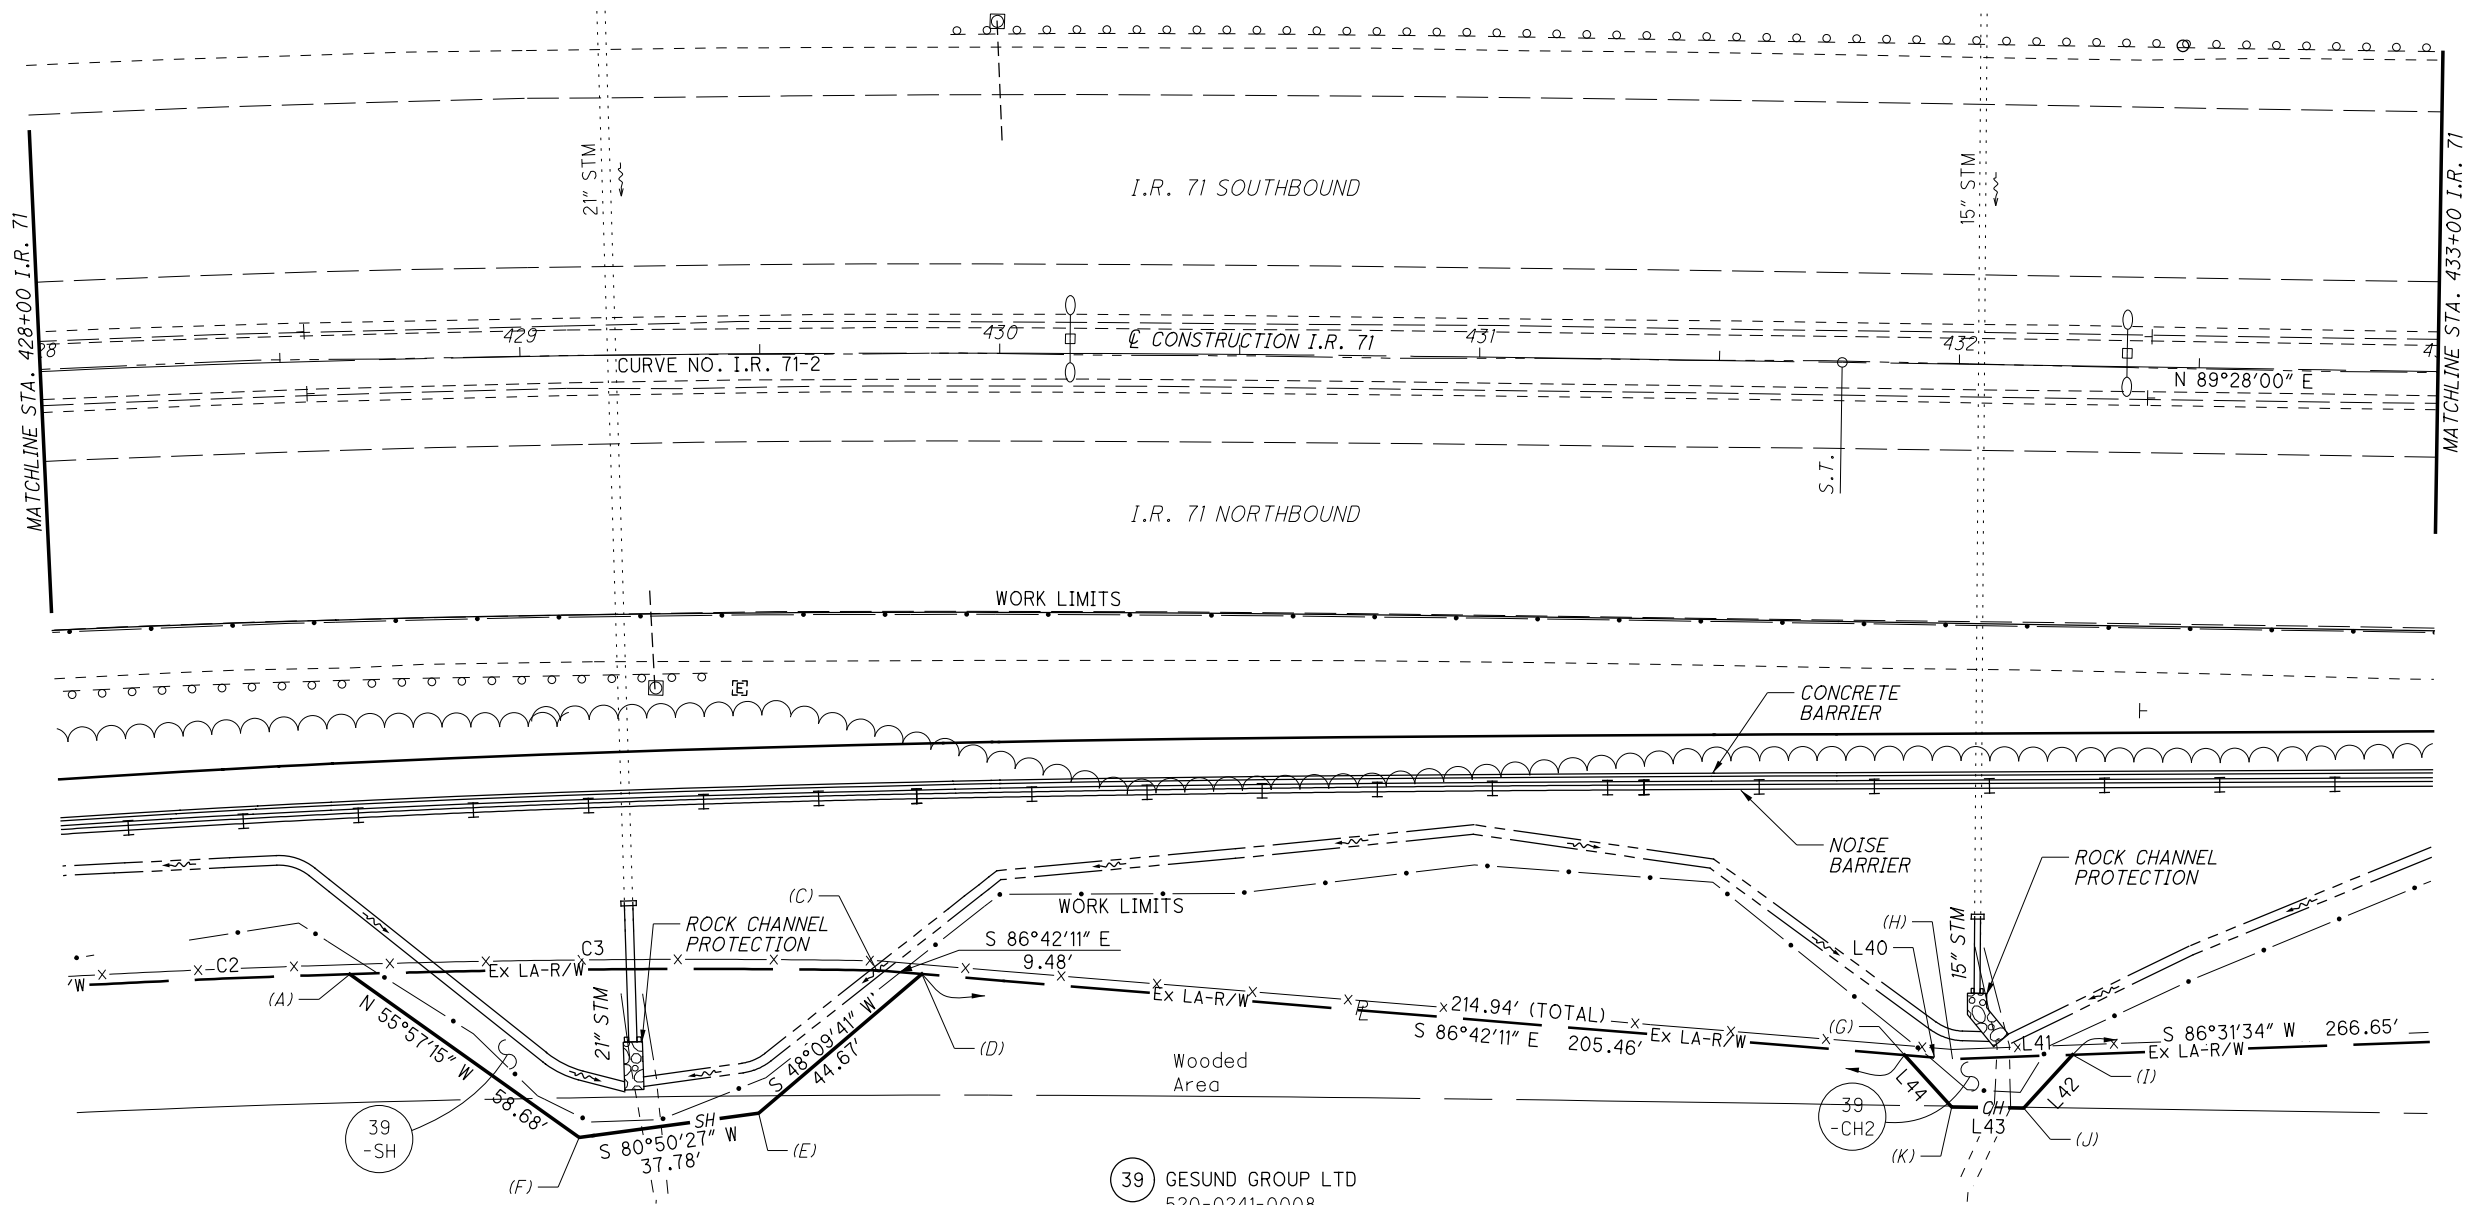 MATCHLINE STA. 428+00 I.R. 71
MATCHLINE STA. 433+00 I.R. 71
21" STM
15" STM
I.R. 71 SOUTHBOUND
429
430
℄ CONSTRUCTION I.R. 71
431
432
CURVE NO. I.R. 71-2
N 89°28'00" E
S.T.
I.R. 71 NORTHBOUND
WORK LIMITS
E
CONCRETE
BARRIER
NOISE
BARRIER
ROCK CHANNEL
PROTECTION
(C)
WORK LIMITS
ROCK CHANNEL
PROTECTION
S 86°42'11" E
9.48'
(H)
L40
15" STM
C2
C3
'W
Ex LA-R/W
(A)
21" STM
N 55°57'15" W
58.68'
S 48°09'41" W
44.67'
(D)
Ex LA-R/W
℄
214.94' (TOTAL)
S 86°42'11" E 205.46'
Ex LA-R/W
(G)
L41
S 86°31'34" W 266.65'
Ex LA-R/W
(I)
Wooded
Area
L44
L42
39
-SH
39
-CH2
SH
S 80°50'27" W
37.78'
(E)
(F)
CH
L43
(J)
(K)
39 GESUND GROUP LTD
520-0241-0008